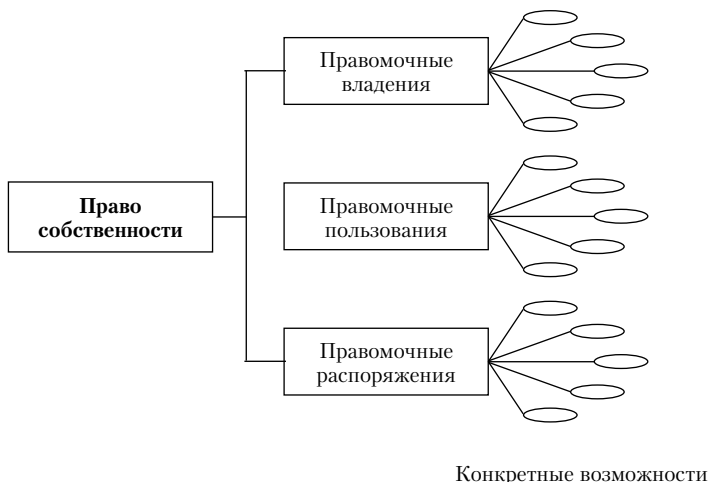 Правомочные
владения
Право
собственности
Правомочные
пользования
Правомочные
распоряжения
Конкретные возможности